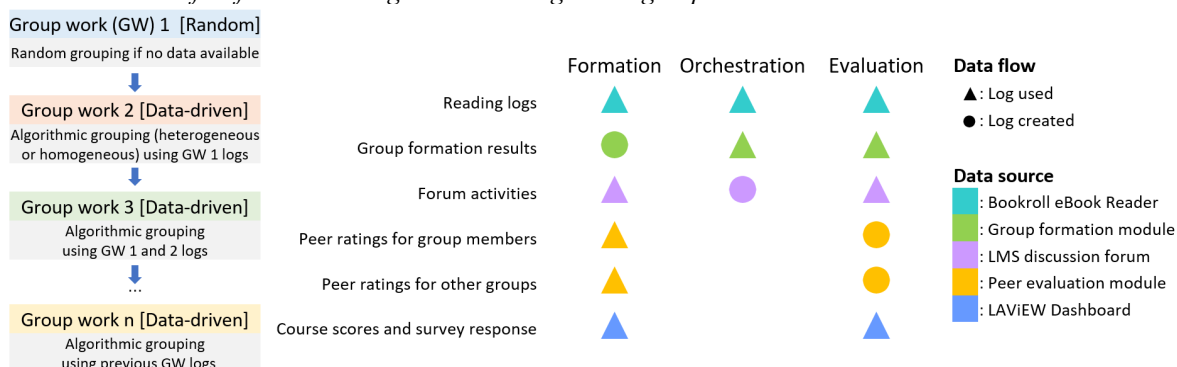 Group work (GW) 1 [Random]
Random grouping if no data available
Group work 2 [Data-driven]
Algorithmic grouping (heterogeneous
or homogeneous) using GW 1 logs
Group work 3 [Data-driven]
Algorithmic grouping
using GW 1 and 2 logs
...
Group work n [Data-driven]
Algorithmic grouping
using previous GW logs
Formation Orchestration Evaluation
Reading logs
Group formation results
Forum activities
Peer ratings for group members
Peer ratings for other groups
Course scores and survey response
Data flow
: Log used
: Log created
Data source
: Bookroll eBook Reader
: Group formation module
: LMS discussion forum
: Peer evaluation module
: LAViEW Dashboard